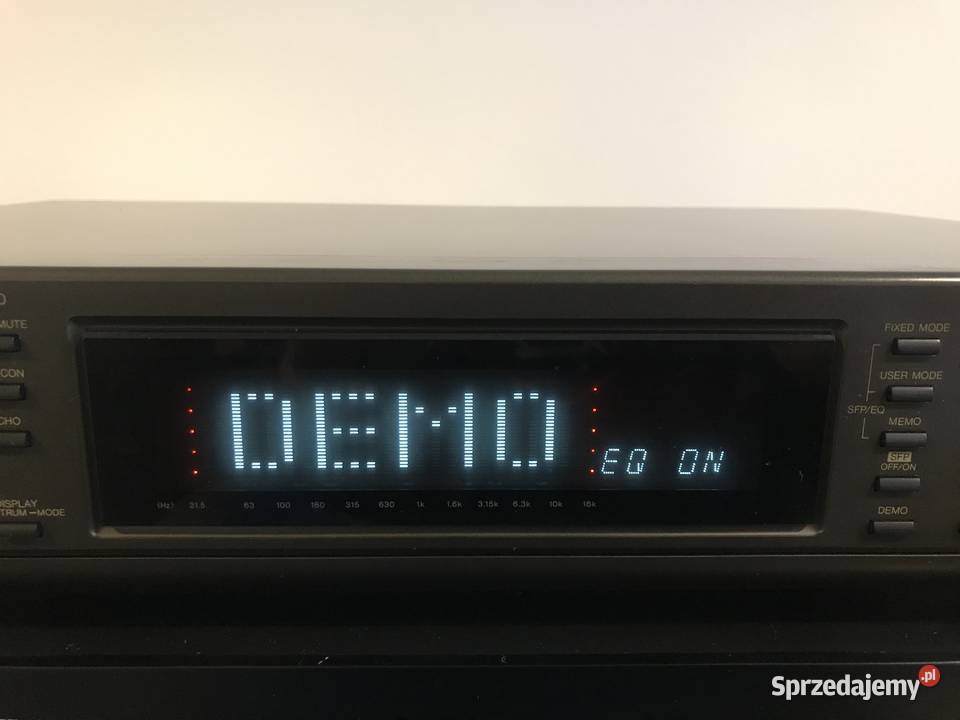 MUTE
FIXED MODE
CON
USER MODE
SFP/EQ
CHO
MEMO
DEMO
EQ ON
SFP
OFF/ON
DISPLAY
TRUM–MODE
(Hz) 31.5 63 100 160 315 630 1k 1.6k 3.15k 6.3k 10k 16k
DEMO
Sprzedajemy.pl